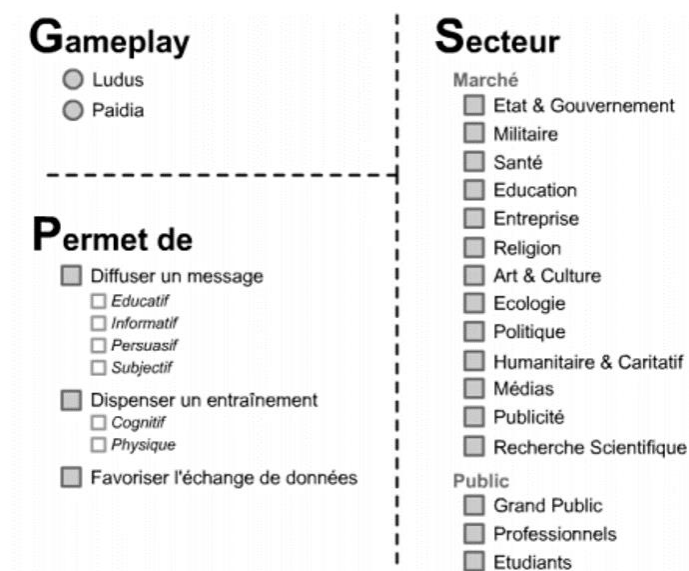 Gameplay
Ludus
Paidia
Permet de
Diffuser un message
Educatif
Informatif
Persuasif
Subjectif
Dispenser un entraînement
Cognitif
Physique
Favoriser l'échange de données
Secteur
Marché
Etat & Gouvernement
Militaire
Santé
Education
Entreprise
Religion
Art & Culture
Ecologie
Politique
Humanitaire & Caritatif
Médias
Publicité
Recherche Scientifique
Public
Grand Public
Professionnels
Etudiants